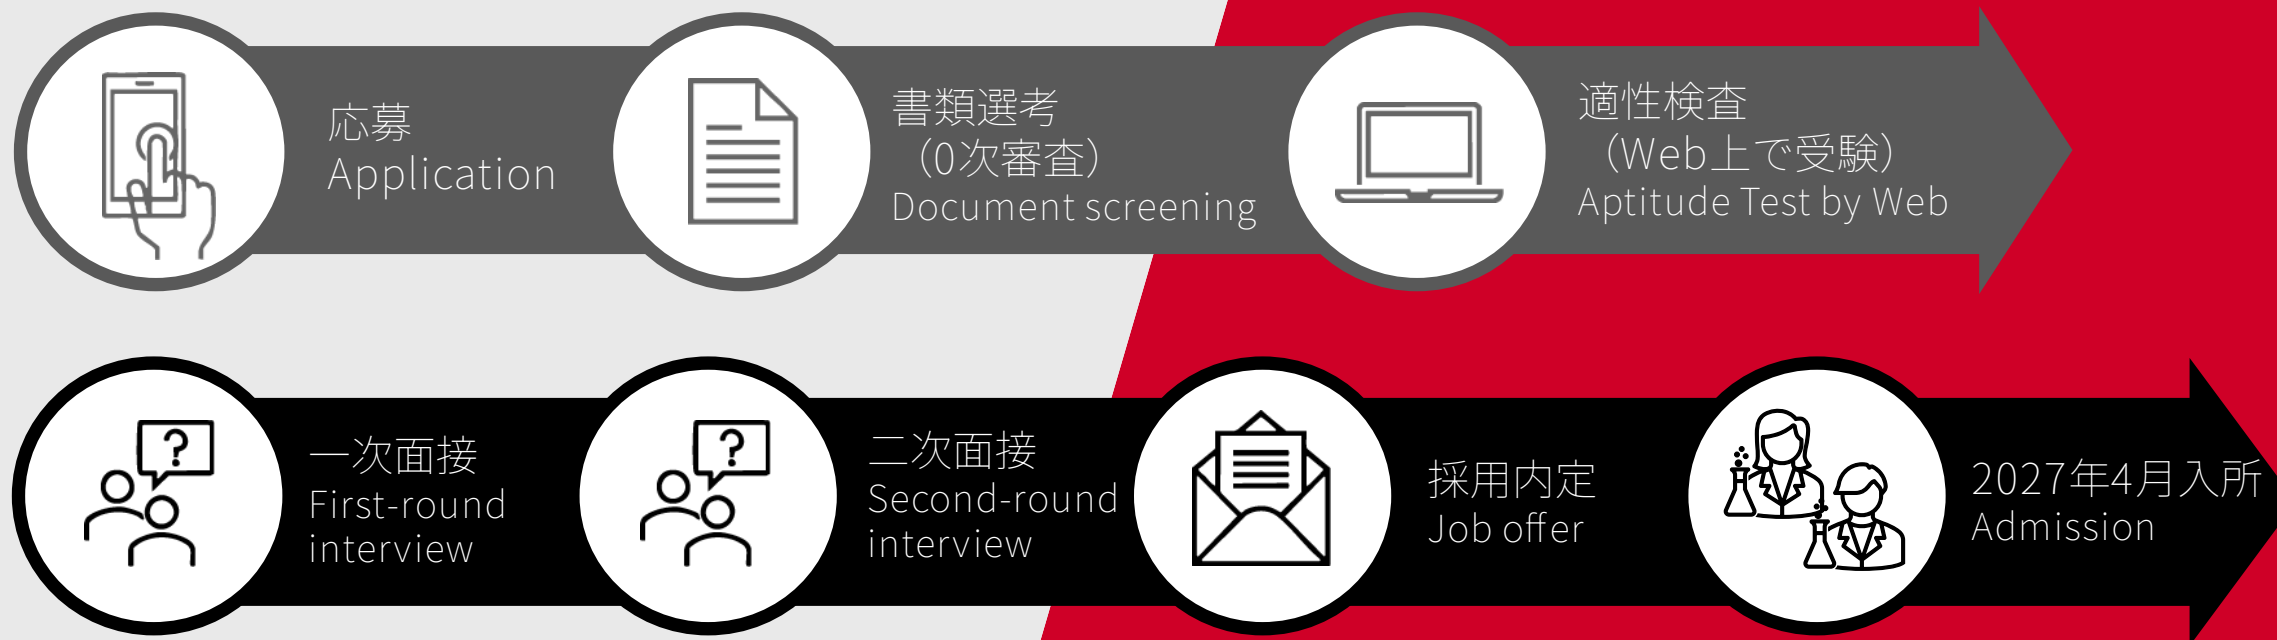 応募
Application
書類選考
（0次審査）
Document screening
適性検査
（Web上で受験）
Aptitude Test by Web
?
一次面接
First-round
interview
?
二次面接
Second-round
interview
採用内定
Job offer
2027年4月入所
Admission